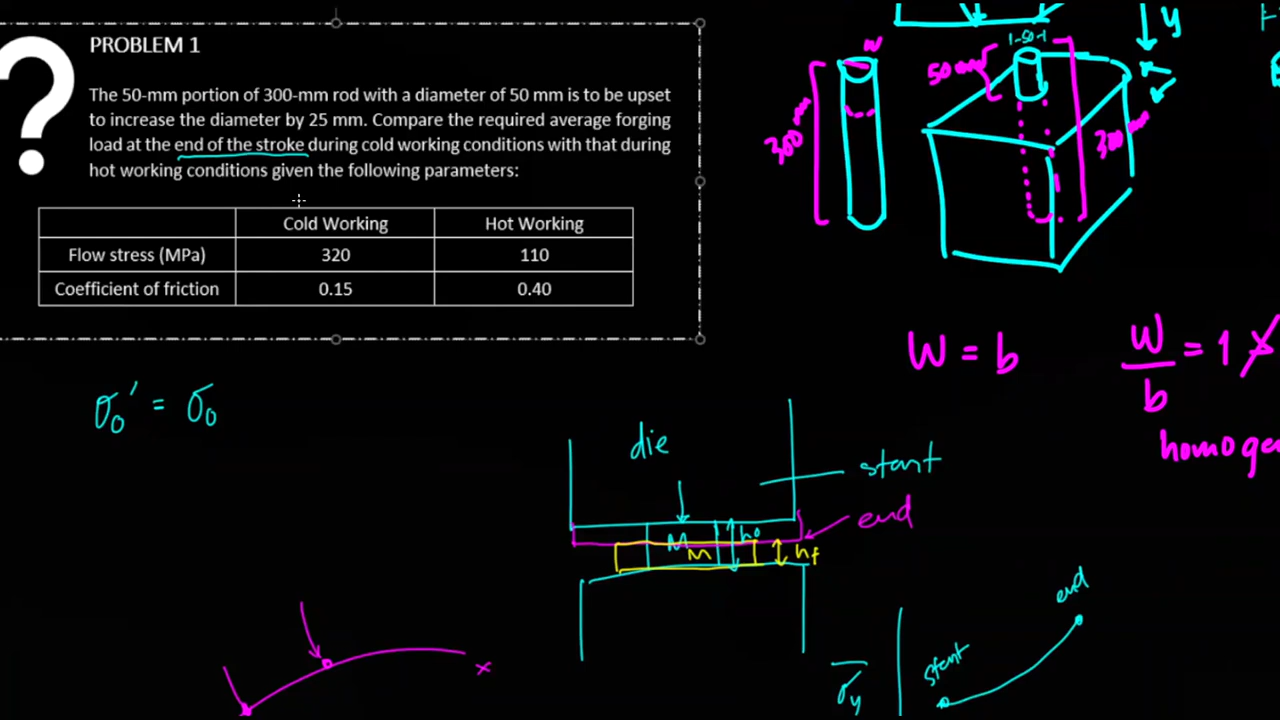 ?
PROBLEM 1
The 50-mm portion of 300-mm rod with a diameter of 50 mm is to be upset
to increase the diameter by 25 mm. Compare the required average forging
load at the end of the stroke during cold working conditions with that during
hot working conditions given the following parameters:
Cold Working Hot Working
Flow stress (MPa) 320 110
Coefficient of friction 0.15 0.40
w
300 mm
50 mm
1-50-1
300 mm
y
W = b
W/b = 1
homoge
σ₀' = σ₀
die
start
end
M
h₀
m
hf
x
σ̅y
start
end